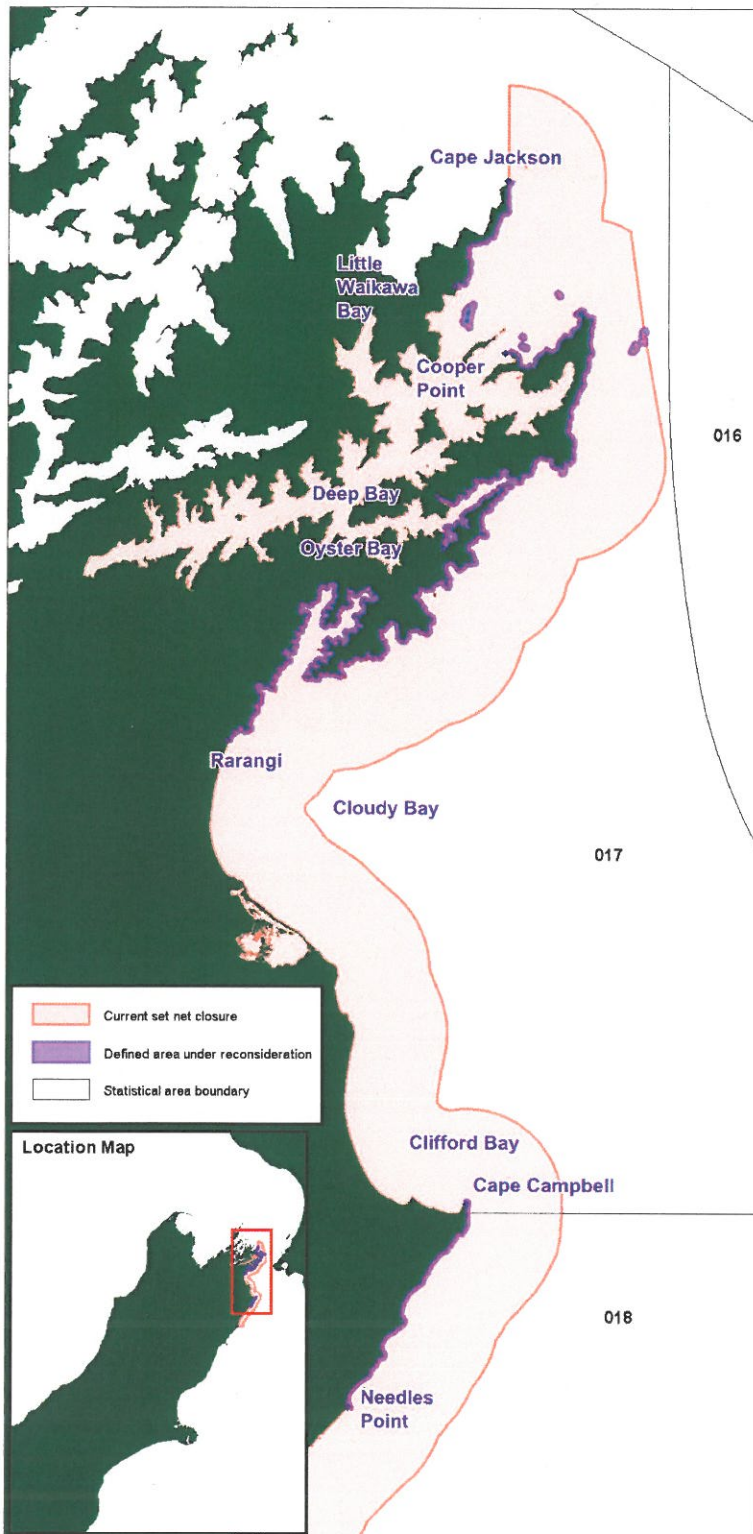 Cape Jackson
Little
Waikawa
Bay
Cooper
Point
016
Deep Bay
Oyster Bay
Rarangi
Cloudy Bay
017
Current set net closure
Defined area under reconsideration
Statistical area boundary
Clifford Bay
Location Map
Cape Campbell
018
Needles
Point